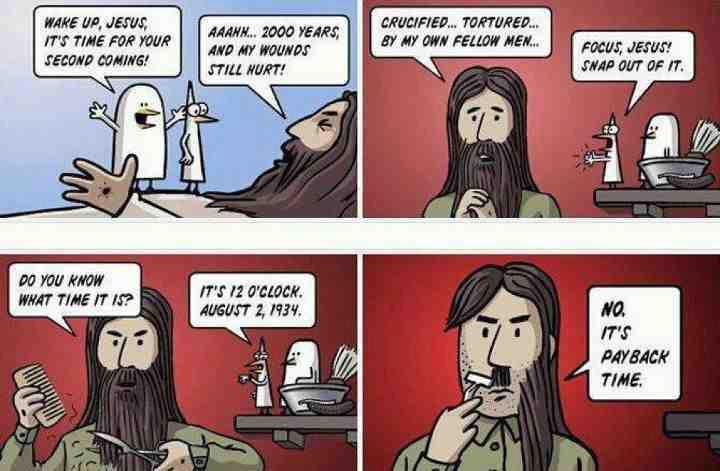 WAKE UP, JESUS,
IT'S TIME FOR YOUR
SECOND COMING!
AAAHH... 2000 YEARS,
AND MY WOUNDS
STILL HURT!
CRUCIFIED... TORTURED...
BY MY OWN FELLOW MEN...
FOCUS, JESUS!
SNAP OUT OF IT.
DO YOU KNOW
WHAT TIME IT IS?
IT'S 12 O'CLOCK.
AUGUST 2, 1934.
NO.
IT'S
PAYBACK
TIME.